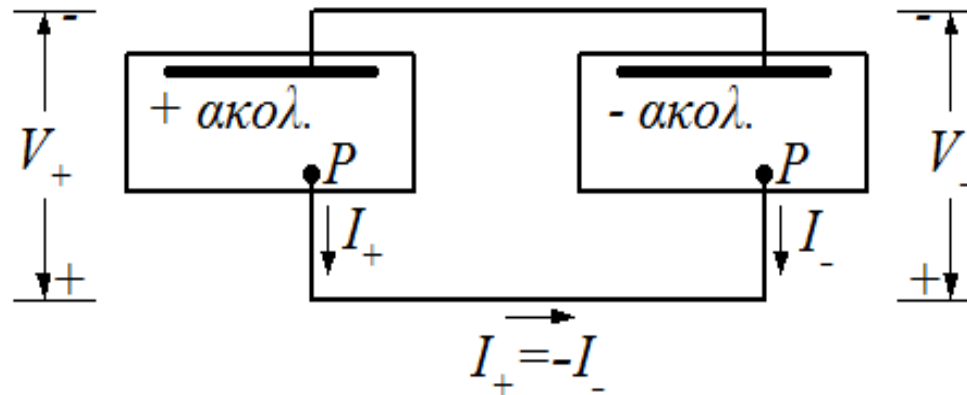 - -
+ ακολ. - ακολ.
V₊ P P V₋
I₊ I₋
+ +
I₊=-I₋